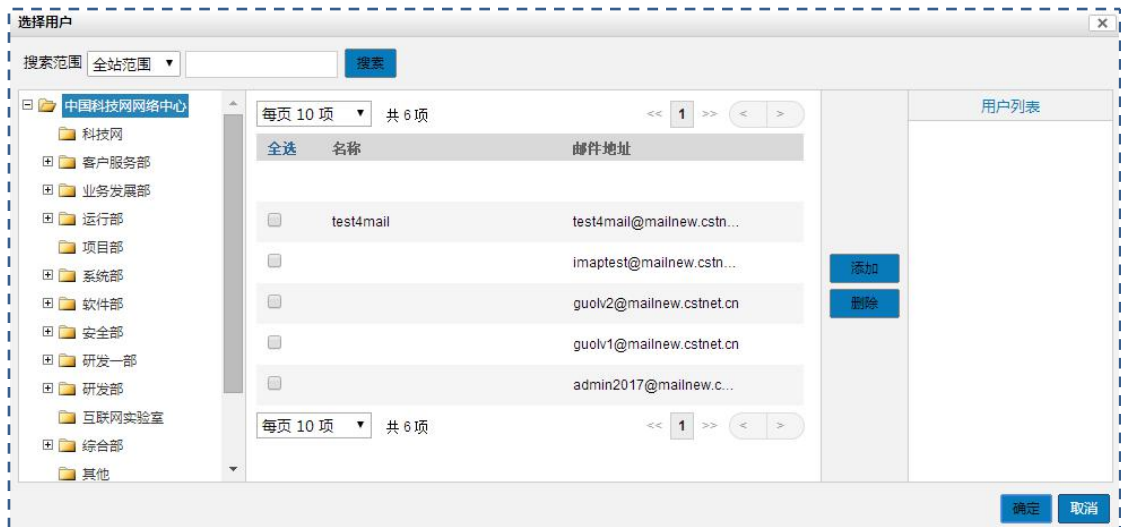 选择用户
搜索范围 全站范围 搜索
中国科技网网络中心
科技网
客户服务部
业务发展部
运行部
项目部
系统部
软件部
安全部
研发一部
研发部
互联网实验室
综合部
其他
每页 10 项 共 6 项 << 1 >> < >
全选 名称 邮件地址
test4mail test4mail@mailnew.cstn...
imaptest@mailnew.cstn...
guolv2@mailnew.cstnet.cn
guolv1@mailnew.cstnet.cn
admin2017@mailnew.c...
每页 10 项 共 6 项 << 1 >> < >
添加
删除
用户列表
确定 取消